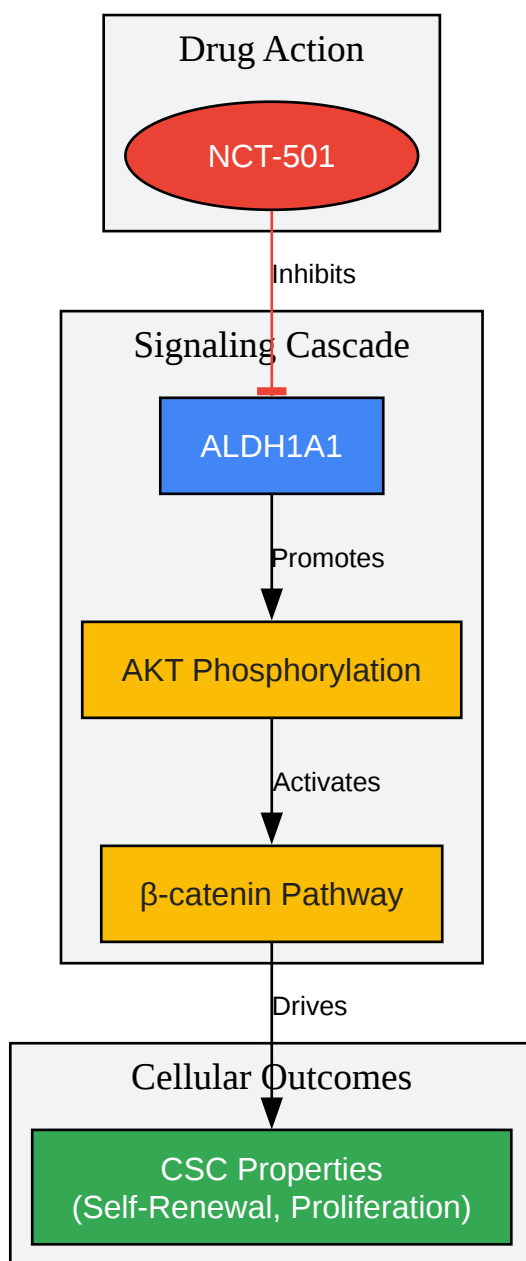 Drug Action
NCT-501
Inhibits
Signaling Cascade
ALDH1A1
Promotes
AKT Phosphorylation
Activates
β-catenin Pathway
Drives
Cellular Outcomes
CSC Properties
(Self-Renewal, Proliferation)